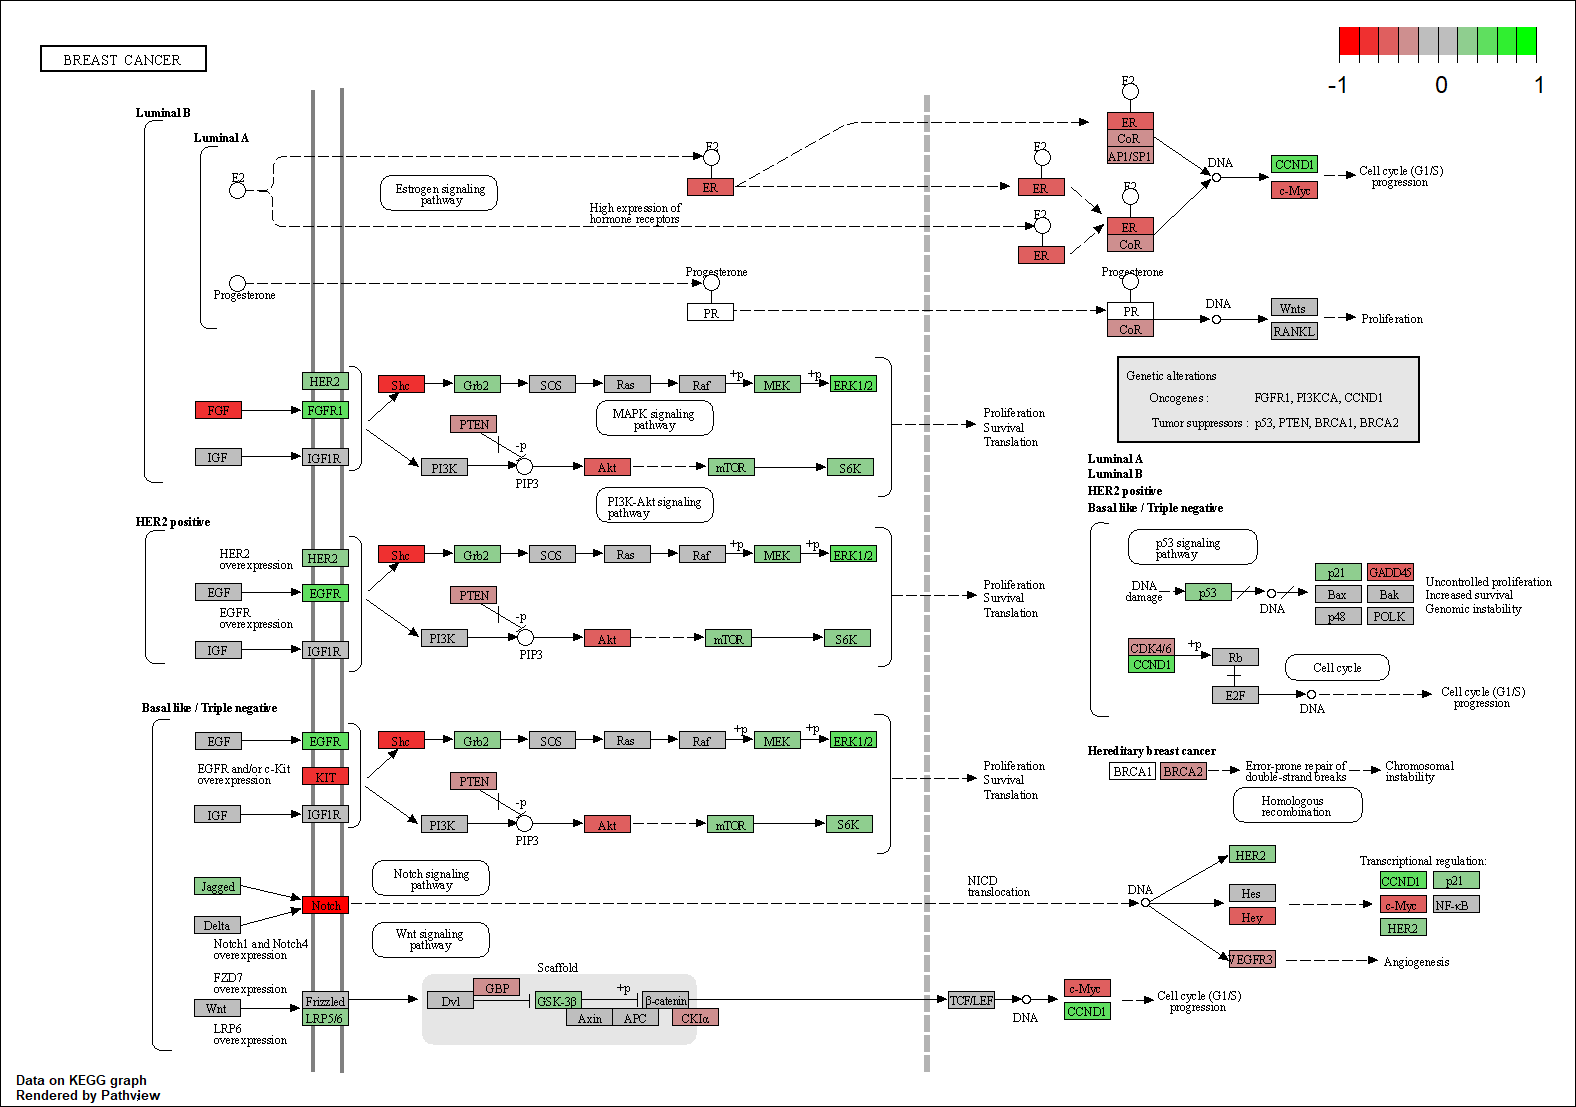 BREAST CANCER
-1
0
1
Luminal B
Luminal A
E2
Estrogen signaling
pathway
High expression of
hormone receptors
E2
ER
E2
ER
E2
ER
E2
ER
CoR
AP1/SP1
E2
ER
CoR
DNA
CCND1
c-Myc
Cell cycle (G1/S)
progression
Progesterone
Progesterone
PR
Progesterone
PR
CoR
DNA
Wnts
RANKL
Proliferation
HER2
FGF
FGFR1
IGF
IGF1R
Shc
Grb2
SOS
Ras
Raf
+p
MEK
+p
ERK1/2
MAPK signaling
pathway
PTEN
-p
PI3K
PIP3
Akt
mTOR
S6K
PI3K-Akt signaling
pathway
Proliferation
Survival
Translation
Genetic alterations
Oncogenes : FGFR1, PI3KCA, CCND1
Tumor suppressors : p53, PTEN, BRCA1, BRCA2
HER2 positive
HER2
overexpression
HER2
EGF
EGFR
EGFR
overexpression
IGF
IGF1R
Shc
Grb2
SOS
Ras
Raf
+p
MEK
+p
ERK1/2
PTEN
-p
PI3K
PIP3
Akt
mTOR
S6K
Proliferation
Survival
Translation
Luminal A
Luminal B
HER2 positive
Basal like / Triple negative
p53 signaling
pathway
DNA
damage
p53
DNA
p21
GADD45
Bax
Bak
p48
POLK
Uncontrolled proliferation
Increased survival
Genomic instability
CDK4/6
CCND1
+p
Rb
E2F
Cell cycle
DNA
Cell cycle (G1/S)
progression
Basal like / Triple negative
EGF
EGFR
EGFR and/or c-Kit
overexpression
KIT
IGF
IGF1R
Shc
Grb2
SOS
Ras
Raf
+p
MEK
+p
ERK1/2
PTEN
-p
PI3K
PIP3
Akt
mTOR
S6K
Proliferation
Survival
Translation
Hereditary breast cancer
BRCA1
BRCA2
Error-prone repair of
double-strand breaks
Chromosomal
instability
Homologous
recombination
Jagged
Delta
Notch
Notch1 and Notch4
overexpression
Notch signaling
pathway
NICD
translocation
DNA
HER2
Hes
Hey
VEGFR3
Transcriptional regulation:
CCND1
p21
c-Myc
NF-κB
HER2
Angiogenesis
Wnt signaling
pathway
FZD7
overexpression
Wnt
LRP6
overexpression
Frizzled
LRP5/6
Scaffold
Dvl
GBP
GSK-3β
+p
β-catenin
Axin
APC
CKIα
TCF/LEF
DNA
c-Myc
CCND1
Cell cycle (G1/S)
progression
Data on KEGG graph
Rendered by Pathview